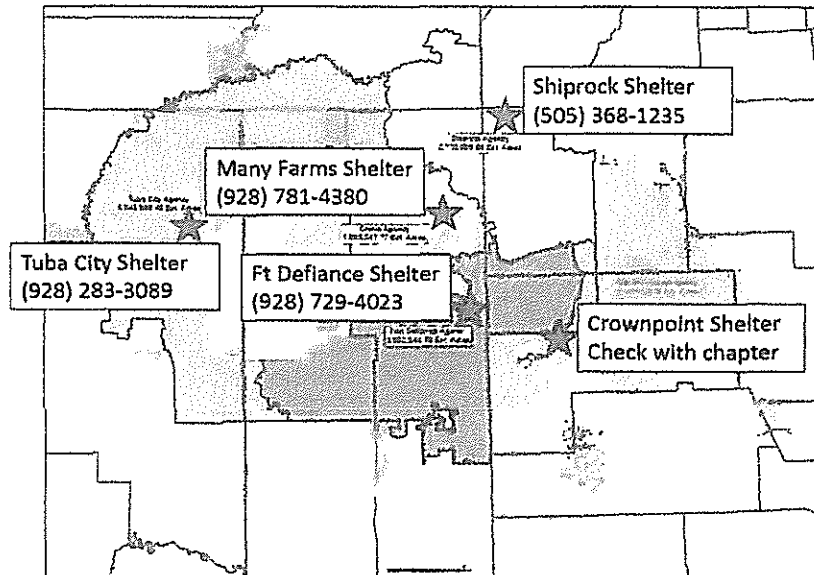 Shiprock Shelter
(505) 368-1235
Many Farms Shelter
(928) 781-4380
Tuba City Shelter
(928) 283-3089
Ft Defiance Shelter
(928) 729-4023
Crownpoint Shelter
Check with chapter